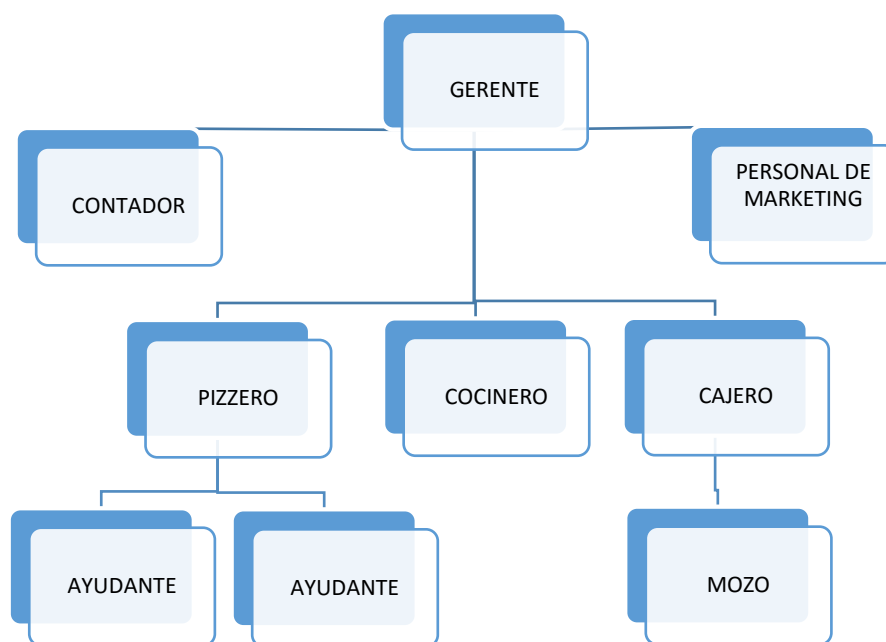 GERENTE
CONTADOR
PERSONAL DE
MARKETING
PIZZERO
COCINERO
CAJERO
AYUDANTE
AYUDANTE
MOZO